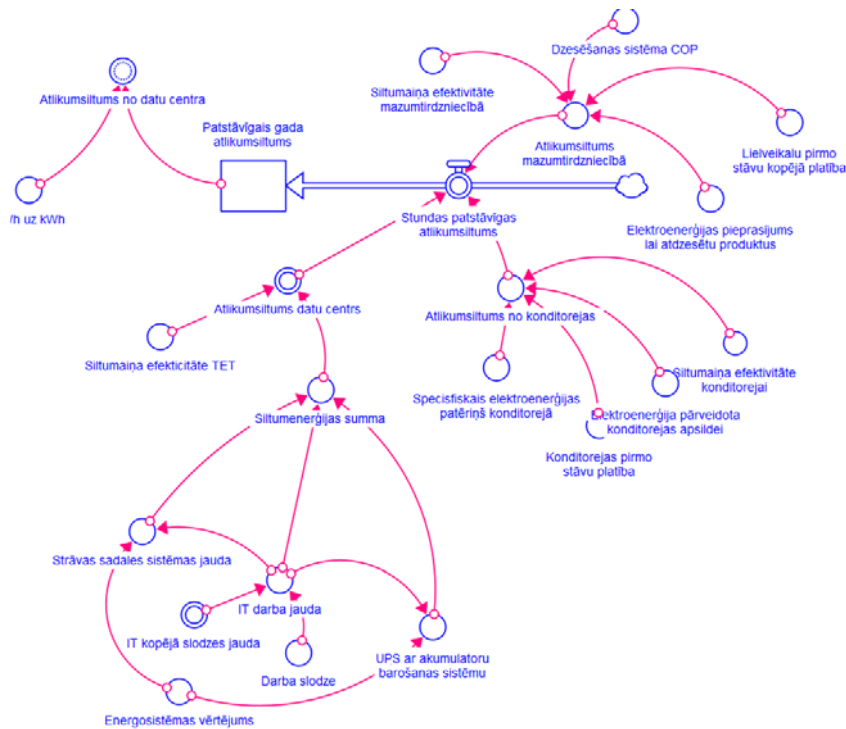 Dzesēšanas sistēma COP
Siltumaiņa efektivitāte
mazumtirdzniecībā
Atlikumsiltums no datu centra
Patstāvīgais gada
atlikumsiltums
Atlikumsiltums
mazumtirdzniecībā
Lielveikalu pirmo
stāvu kopējā platība
/h uz kWh
Stundas patstāvīgas
atlikumsiltums
Elektroenerģijas pieprasījums
lai atdzesētu produktus
Atlikumsiltums datu centrs
Atlikumsiltums no konditorejas
Siltumaiņa efekticitāte TET
Siltumaiņa efektivitāte
konditorejai
Specisfiskais elektroenerģijas
patēriņš konditorejā
Elektroenerģija pārveidota
konditorejas apsildei
Siltumenerģijas summa
Konditorejas pirmo
stāvu platība
Strāvas sadales sistēmas jauda
IT darba jauda
IT kopējā slodzes jauda
UPS ar akumulatoru
barošanas sistēmu
Darba slodze
Energosistēmas vērtējums